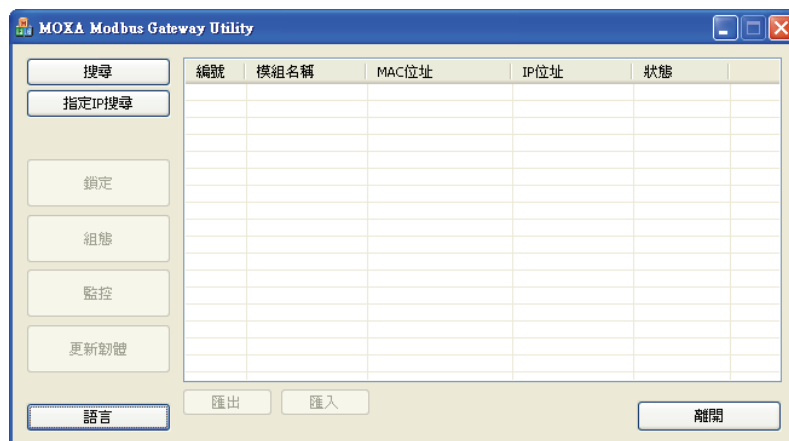 MOXA Modbus Gateway Utility
搜尋
指定IP搜尋
編號 模組名稱 MAC位址 IP位址 狀態
鎖定
組態
監控
更新韌體
匯出 匯入
語言
離開